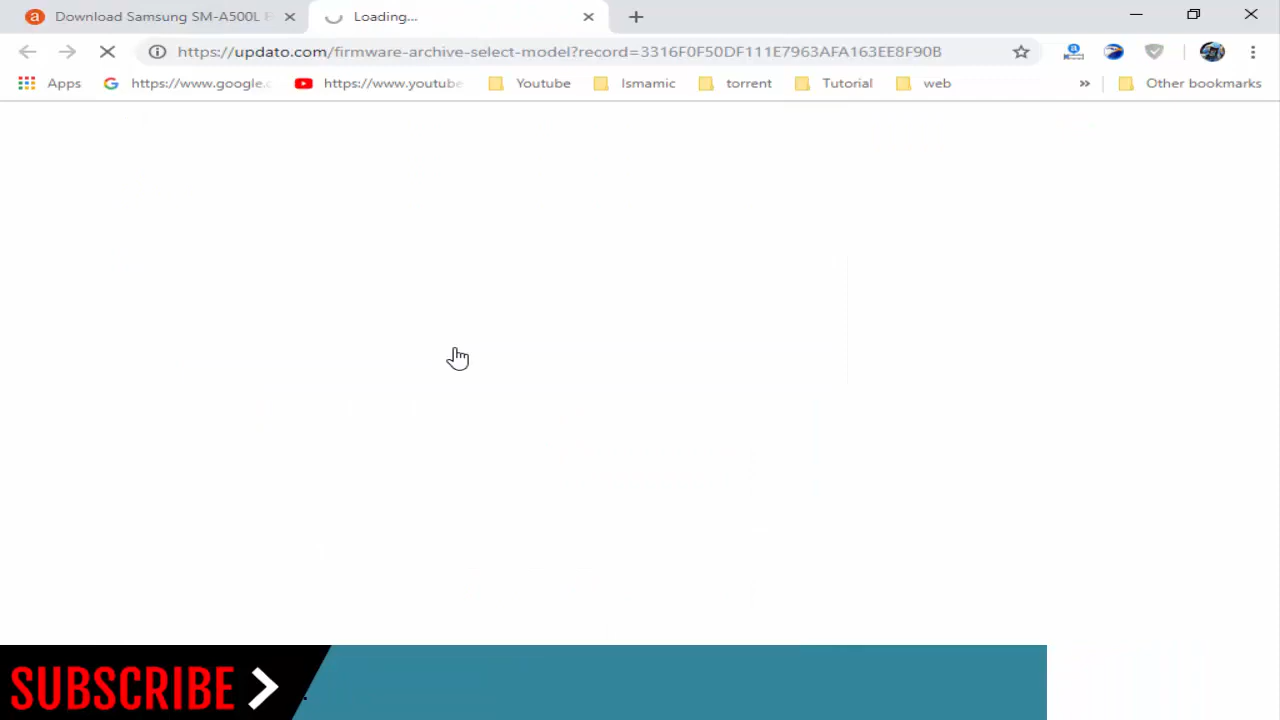 Download Samsung SM-A500L
Loading...
https://updato.com/firmware-archive-select-model?record=3316F0F50DF111E7963AFA163EE8F90B
Apps
https://www.google.c
https://www.youtube
Youtube
Ismamic
torrent
Tutorial
web
»
Other bookmarks
SUBSCRIBE